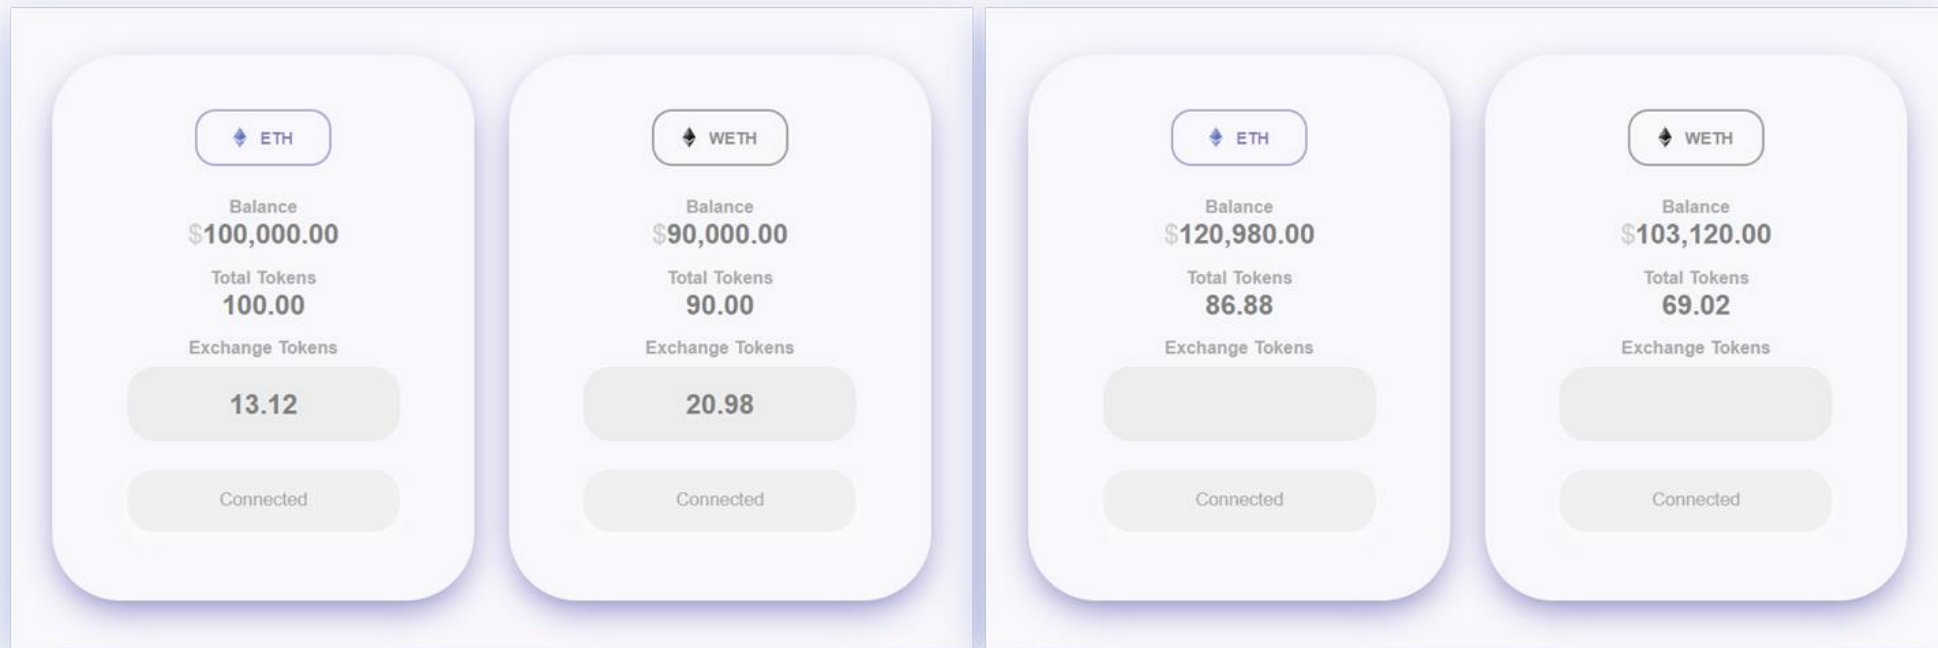 ETH
Balance
$100,000.00
Total Tokens
100.00
Exchange Tokens
13.12
Connected
WETH
Balance
$90,000.00
Total Tokens
90.00
Exchange Tokens
20.98
Connected
ETH
Balance
$120,980.00
Total Tokens
86.88
Exchange Tokens
Connected
WETH
Balance
$103,120.00
Total Tokens
69.02
Exchange Tokens
Connected